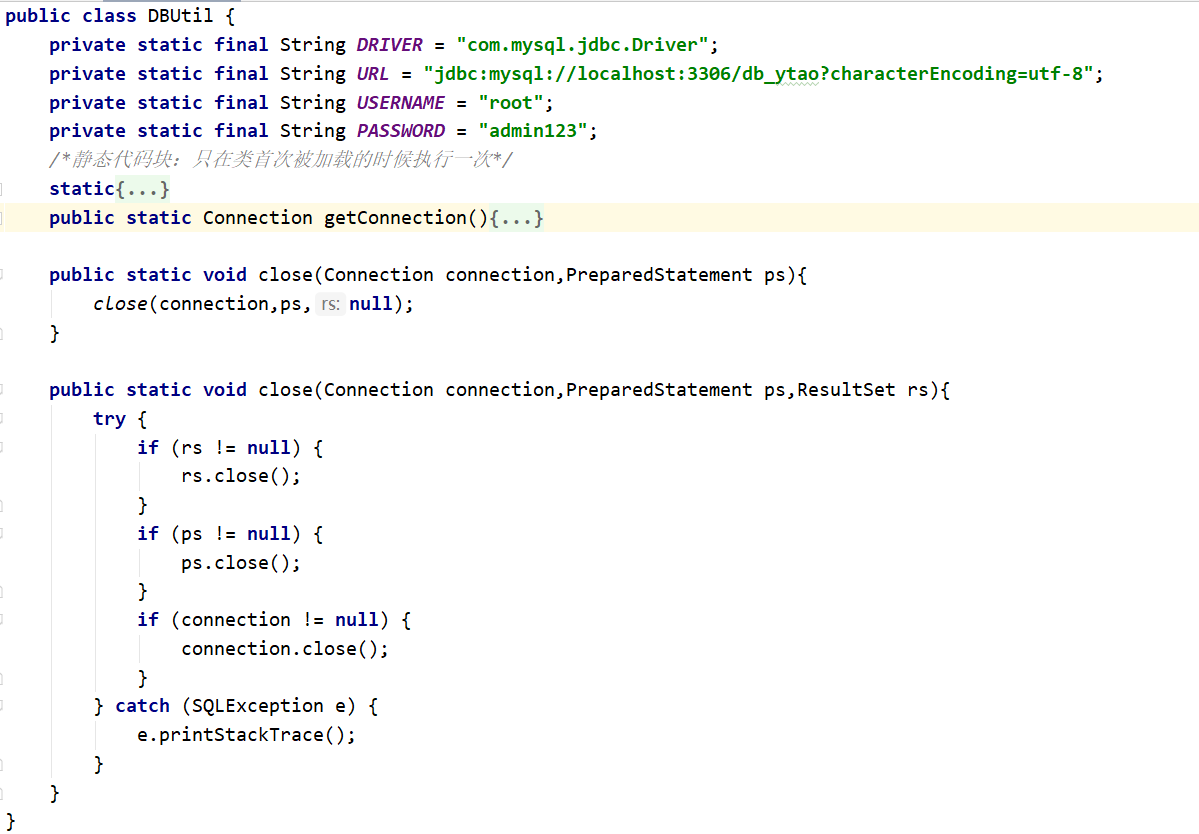 public class DBUtil {
    private static final String DRIVER = "com.mysql.jdbc.Driver";
    private static final String URL = "jdbc:mysql://localhost:3306/db_ytao?characterEncoding=utf-8";
    private static final String USERNAME = "root";
    private static final String PASSWORD = "admin123";
    /*静态代码块：只在类首次被加载的时候执行一次*/
    static{...}
    public static Connection getConnection(){...}
    public static void close(Connection connection,PreparedStatement ps){
        close(connection,ps, rs: null);
    }
    public static void close(Connection connection,PreparedStatement ps,ResultSet rs){
        try {
            if (rs != null) {
                rs.close();
            }
            if (ps != null) {
                ps.close();
            }
            if (connection != null) {
                connection.close();
            }
        } catch (SQLException e) {
            e.printStackTrace();
        }
    }
}